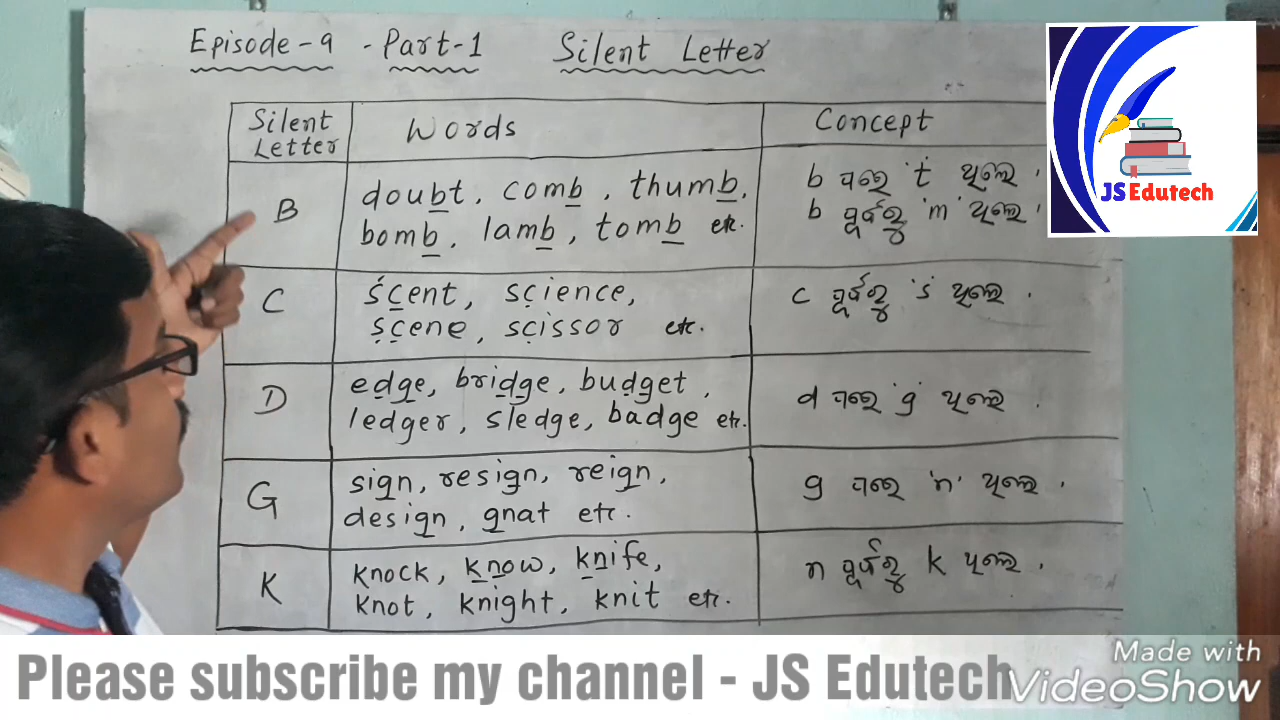 Episode-9 - Part-1 Silent Letter
Silent Letter Words Concept
B doubt, comb, thumb, b ପରେ 't' ଥିଲେ.
bomb, lamb, tomb etc. b ପୂର୍ବରୁ 'm' ଥିଲେ.
C scent, science, c ପୂର୍ବରୁ 's' ଥିଲେ.
scene, scissor etc.
D edge, bridge, budget, d ପରେ 'g' ଥିଲେ.
ledger, sledge, badge etc.
G sign, resign, reign, g ପରେ 'n' ଥିଲେ.
design, gnat etc.
K knock, know, knife, n ପୂର୍ବରୁ k ଥିଲେ.
knot, knight, knit etc.
JS Edutech
Please subscribe my channel - JS Edutech
Made with
VideoShow